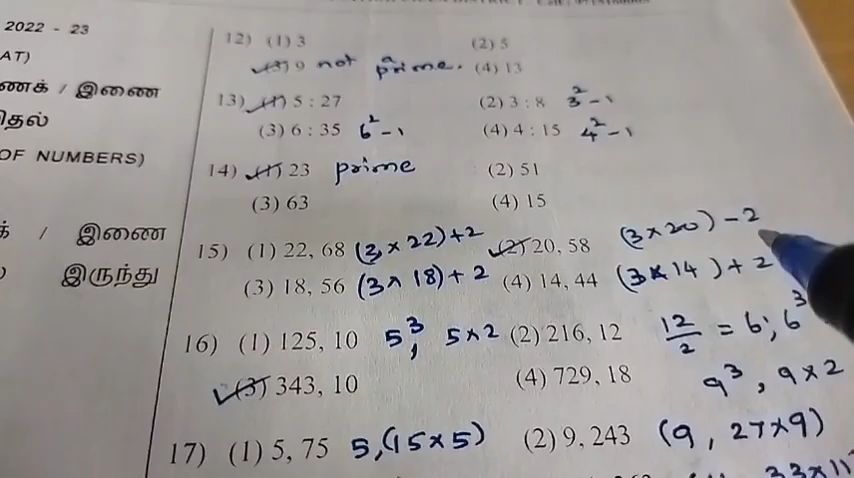 2022 - 23
AT)
ணக் / இணை
தல்
OF NUMBERS)
/ இணை
இருந்து
12) (1) 3 (2) 5
(3) 9 not a prime. (4) 13
13) (1) 5 : 27 (2) 3 : 8 3² - 1
(3) 6 : 35 6² - 1 (4) 4 : 15 4² - 1
14) (1) 23 prime (2) 51
(3) 63 (4) 15
15) (1) 22, 68 (3 × 22) + 2 (2) 20, 58 (3 × 20) - 2
(3) 18, 56 (3 × 18) + 2 (4) 14, 44 (3 × 14) + 2
16) (1) 125, 10 5³, 5 × 2 (2) 216, 12 12/2 = 6; 6³
(3) 343, 10 (4) 729, 18 9³, 9 × 2
17) (1) 5, 75 5, (15 × 5) (2) 9, 243 (9, 27 × 9)
33 × 11